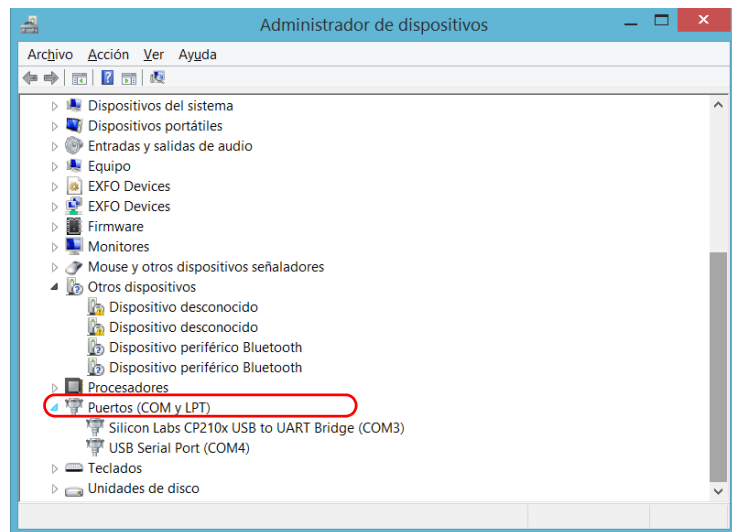 Administrador de dispositivos
Archivo Acción Ver Ayuda
Dispositivos del sistema
Dispositivos portátiles
Entradas y salidas de audio
Equipo
EXFO Devices
EXFO Devices
Firmware
Monitores
Mouse y otros dispositivos señaladores
Otros dispositivos
Dispositivo desconocido
Dispositivo desconocido
Dispositivo periférico Bluetooth
Dispositivo periférico Bluetooth
Procesadores
Puertos (COM y LPT)
Silicon Labs CP210x USB to UART Bridge (COM3)
USB Serial Port (COM4)
Teclados
Unidades de disco